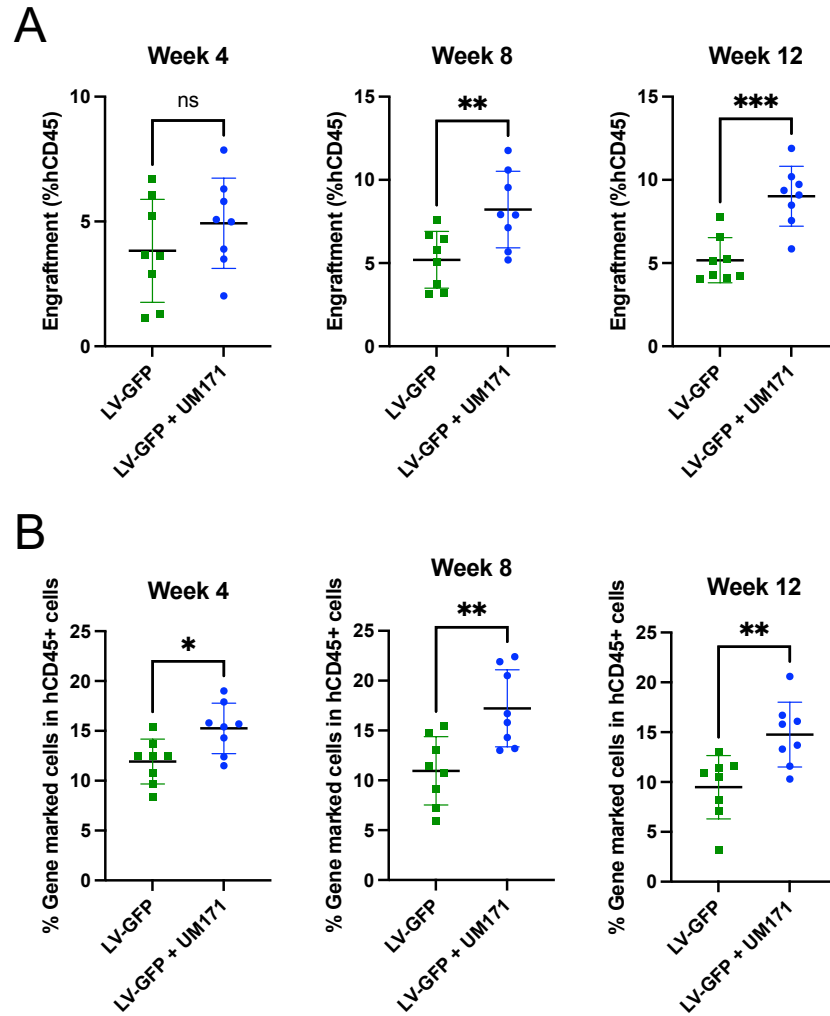 A
Week 4
Engraftment (%hCD45)
10
5
0
ns
LV-GFP
LV-GFP + UM171
Week 8
Engraftment (%hCD45)
15
10
5
0
**
LV-GFP
LV-GFP + UM171
Week 12
Engraftment (%hCD45)
15
10
5
0
***
LV-GFP
LV-GFP + UM171
B
Week 4
% Gene marked cells in hCD45+ cells
25
20
15
10
5
0
*
LV-GFP
LV-GFP + UM171
Week 8
% Gene marked cells in hCD45+ cells
25
20
15
10
5
0
**
LV-GFP
LV-GFP + UM171
Week 12
% Gene marked cells in hCD45+ cells
25
20
15
10
5
0
**
LV-GFP
LV-GFP + UM171